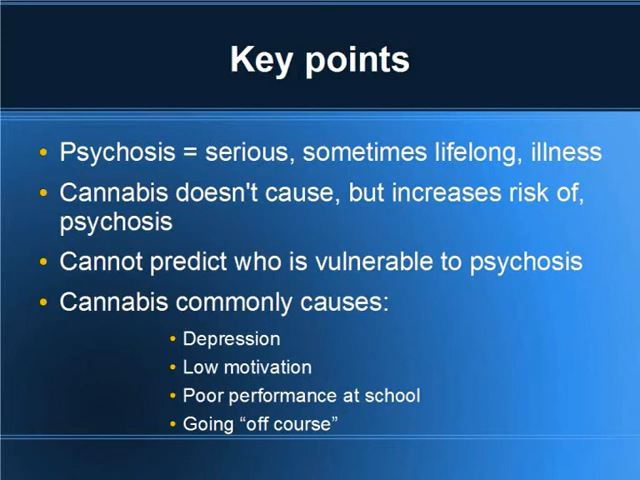 Key points
• Psychosis = serious, sometimes lifelong, illness
• Cannabis doesn't cause, but increases risk of,
psychosis
• Cannot predict who is vulnerable to psychosis
• Cannabis commonly causes:
• Depression
• Low motivation
• Poor performance at school
• Going “off course”